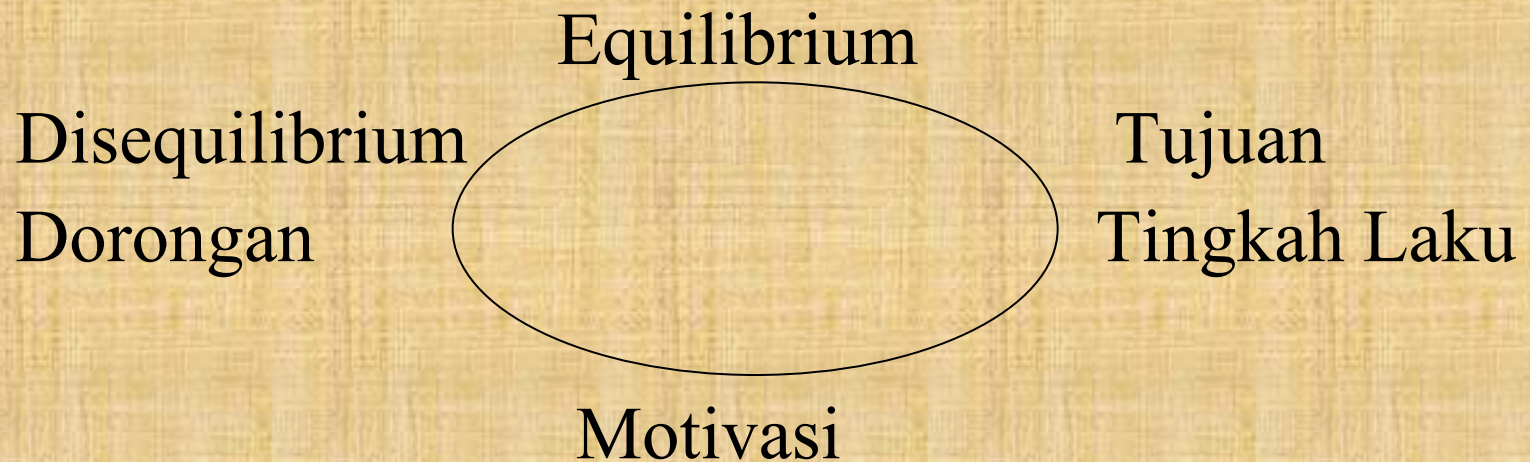 Equilibrium
Disequilibrium
Tujuan
Dorongan
Tingkah Laku
Motivasi